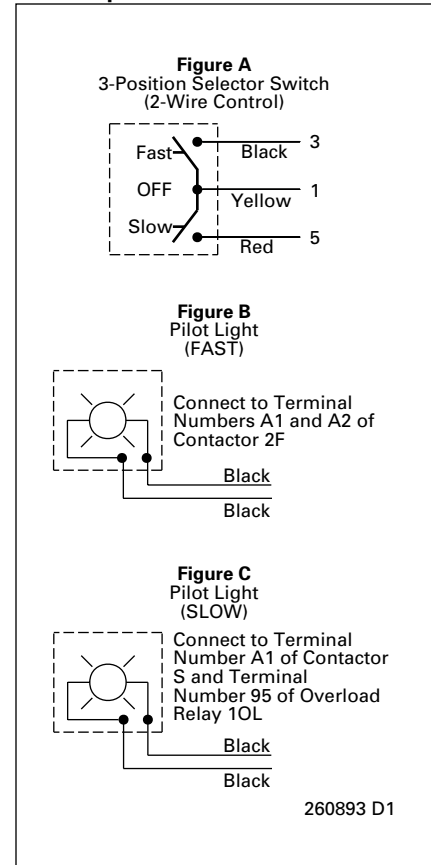 Figure A
3-Position Selector Switch
(2-Wire Control)
Fast
Black
3
OFF
Yellow
1
Slow
Red
5
Figure B
Pilot Light
(FAST)
Connect to Terminal
Numbers A1 and A2 of
Contactor 2F
Black
Black
Figure C
Pilot Light
(SLOW)
Connect to Terminal
Number A1 of Contactor
S and Terminal
Number 95 of Overload
Relay 1OL
Black
Black
260893 D1